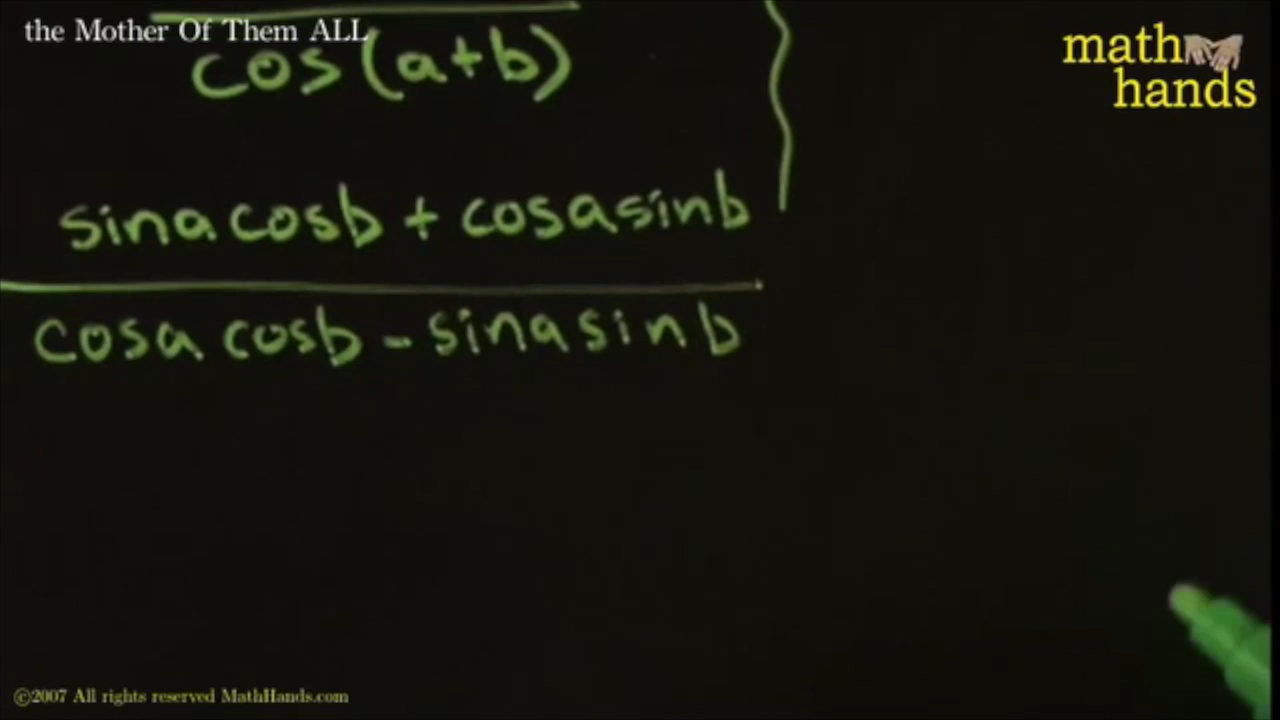 the Mother Of Them ALL
math
hands
cos(a+b)
sina cosb + cosasinb
cosa cosb - sinasinb
©2007 All rights reserved MathHands.com